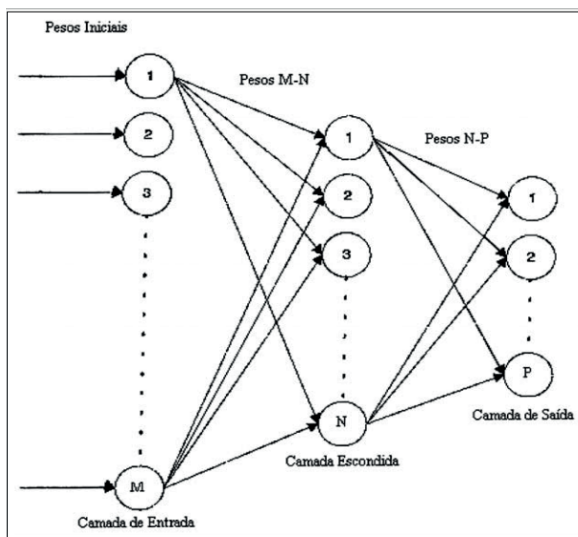 Pesos Iniciais
1
Pesos M-N
2
1
Pesos N-P
3
2
1
3
2
P
N
Camada de Saída
Camada Escondida
M
Camada de Entrada